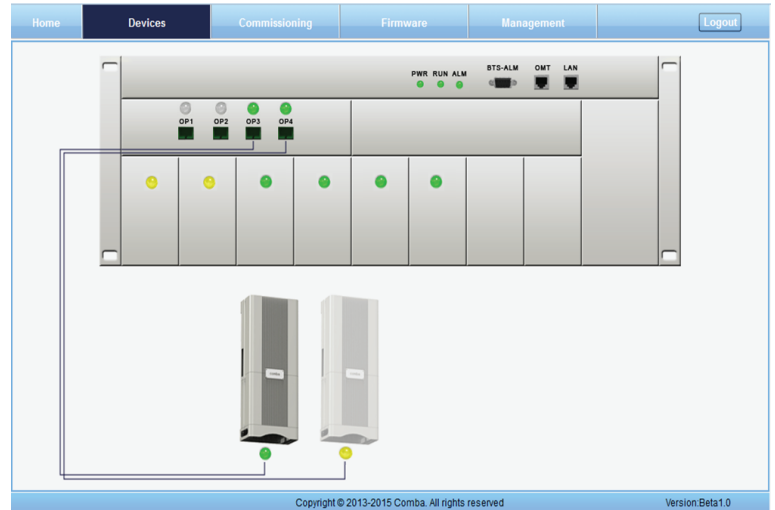 Home Devices Commissioning Firmware Management Logout
PWR RUN ALM BTS-ALM OMT LAN
OP1 OP2 OP3 OP4
Copyright © 2013-2015 Comba. All rights reserved Version:Beta1.0